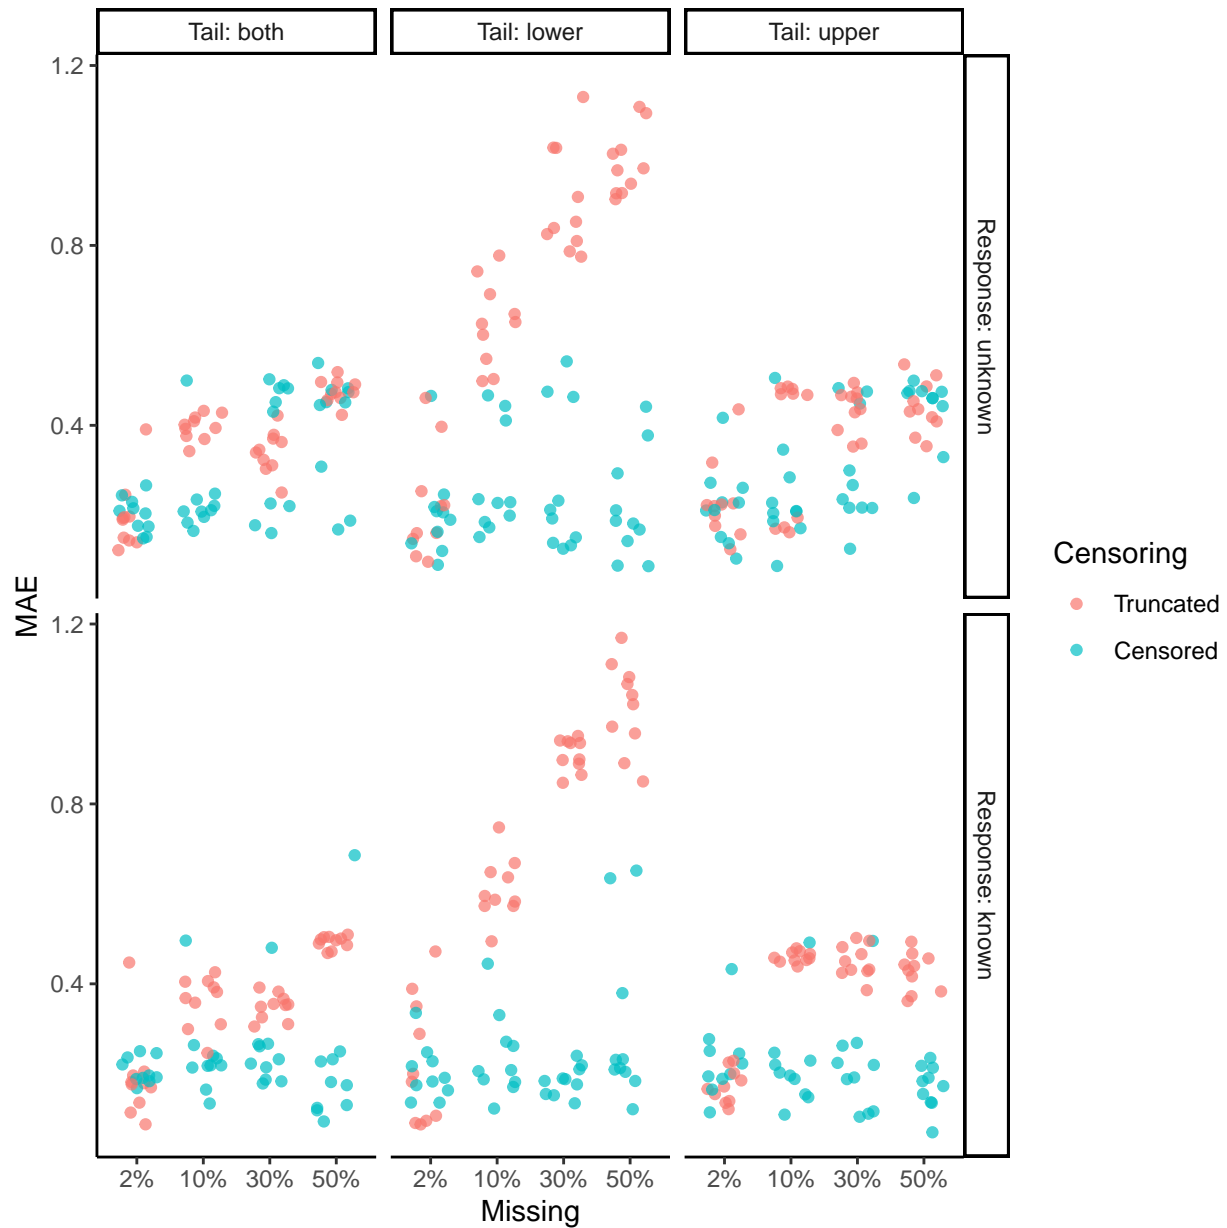 Tail: both
Tail: lower
Tail: upper
1.2
0.8
0.4
Response: unknown
MAE
1.2
0.8
0.4
Response: known
2% 10% 30% 50%
2% 10% 30% 50%
2% 10% 30% 50%
Missing
Censoring
Truncated
Censored